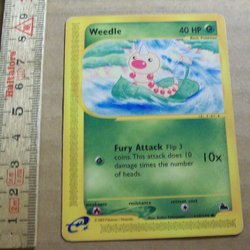 Weedle 40 HP
Basic Pokémon
Fury Attack Flip 3
coins. This attack does 10
damage times the number
of heads.
10x
weakness resistance retreat cost
e